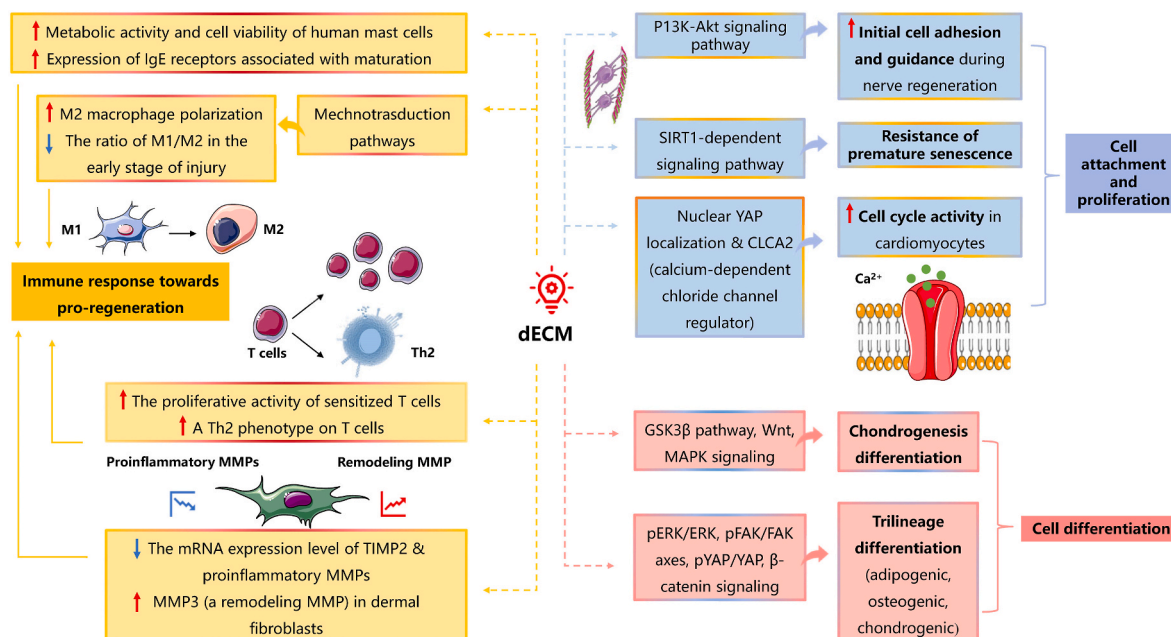 Metabolic activity and cell viability of human mast cells
Expression of IgE receptors associated with maturation
M2 macrophage polarization
The ratio of M1/M2 in the
early stage of injury
Mechnotrasduction
pathways
M1
M2
Immune response towards
pro-regeneration
T cells
Th2
The proliferative activity of sensitized T cells
A Th2 phenotype on T cells
Proinflammatory MMPs
Remodeling MMP
The mRNA expression level of TIMP2 &
proinflammatory MMPs
MMP3 (a remodeling MMP) in dermal
fibroblasts
dECM
P13K-Akt signaling
pathway
Initial cell adhesion
and guidance during
nerve regeneration
SIRT1-dependent
signaling pathway
Resistance of
premature senescence
Nuclear YAP
localization & CLCA2
(calcium-dependent
chloride channel
regulator)
Cell cycle activity in
cardiomyocytes
Ca²⁺
Cell
attachment
and
proliferation
GSK3β pathway, Wnt,
MAPK signaling
Chondrogenesis
differentiation
pERK/ERK, pFAK/FAK
axes, pYAP/YAP, β-
catenin signaling
Trilineage
differentiation
(adipogenic,
osteogenic,
chondrogenic)
Cell differentiation